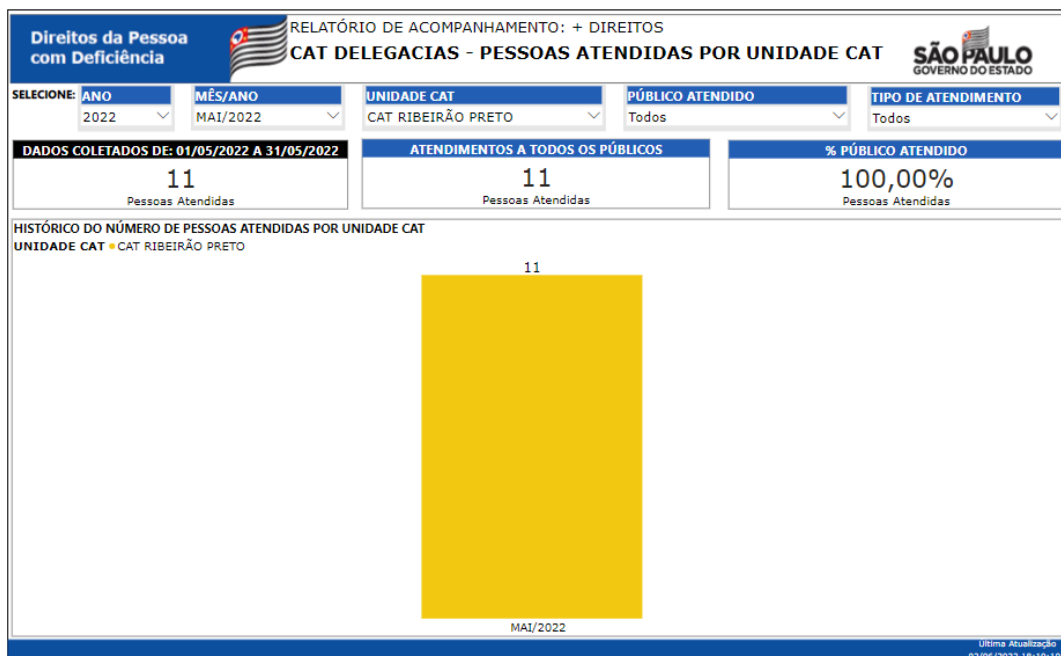 Direitos da Pessoa
com Deficiência
RELATÓRIO DE ACOMPANHAMENTO: + DIREITOS
CAT DELEGACIAS - PESSOAS ATENDIDAS POR UNIDADE CAT
SÃO PAULO
GOVERNO DO ESTADO
SELECIONE: ANO MÊS/ANO UNIDADE CAT PÚBLICO ATENDIDO TIPO DE ATENDIMENTO
2022 MAI/2022 CAT RIBEIRÃO PRETO Todos Todos
DADOS COLETADOS DE: 01/05/2022 A 31/05/2022 ATENDIMENTOS A TODOS OS PÚBLICOS % PÚBLICO ATENDIDO
11 11 100,00%
Pessoas Atendidas Pessoas Atendidas Pessoas Atendidas
HISTÓRICO DO NÚMERO DE PESSOAS ATENDIDAS POR UNIDADE CAT
UNIDADE CAT CAT RIBEIRÃO PRETO
11
MAI/2022
Ultima Atualização